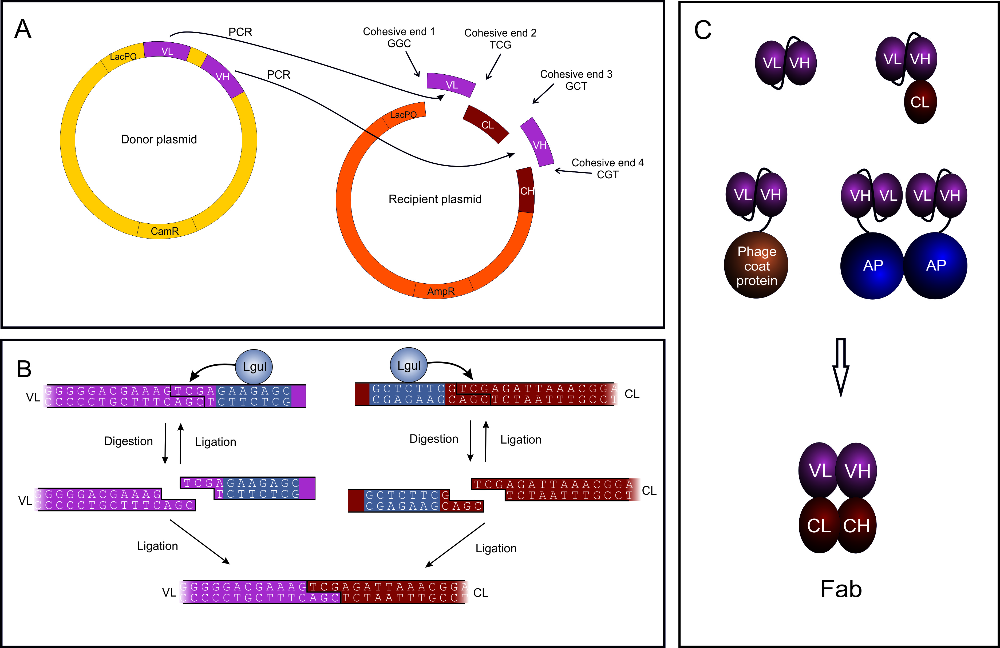 A
PCR
PCR
Cohesive end 1
GGC
Cohesive end 2
TCG
Cohesive end 3
GCT
Cohesive end 4
CGT
LacPO
VL
VH
Donor plasmid
CamR
VL
LacPO
CL
VH
CH
Recipient plasmid
AmpR
B
LguI
VL
GGGGGACGAAAGTCGAGAAGAGC
CCCCCTGCTTTCAGCTCTTCTCG
LguI
GCTCTTCGTCGAGATTAAACGGA
CGAGAAGCAGCTCTAATTTGCCT
CL
Digestion
Ligation
Digestion
Ligation
VL
GGGGGACGAAAG
CCCCCTGCTTTCAGC
TCGAGAAGAGC
TCTTCTCG
GCTCTTCG
CGAGAAGCAGC
TCGAGATTAAACGGA
TCTAATTTGCCT
CL
Ligation
Ligation
VL
GGGGGACGAAAGTCGAGATTAAACGGA
CCCCCTGCTTTCAGCTCTAATTTGCCT
CL
C
VL VH
VL VH
CL
VL VH
Phage
coat
protein
VH VL VL VH
AP AP
VL VH
CL CH
Fab